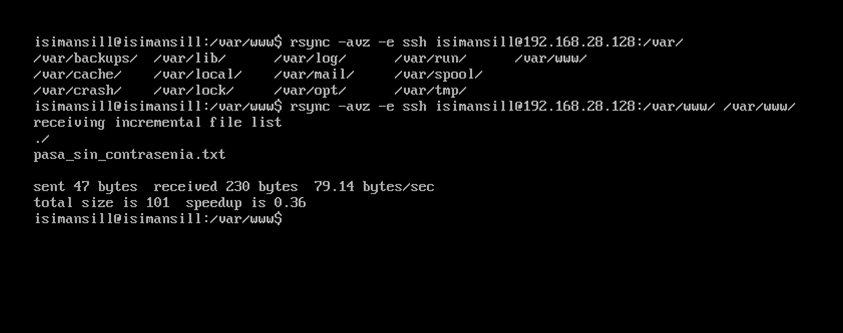 isimansill@isimansill:/var/www$ rsync -avz -e ssh isimansill@192.168.28.128:/var/
/var/backups/  /var/lib/      /var/log/      /var/run/      /var/www/
/var/cache/    /var/local/    /var/mail/     /var/spool/
/var/crash/    /var/lock/     /var/opt/      /var/tmp/
isimansill@isimansill:/var/www$ rsync -avz -e ssh isimansill@192.168.28.128:/var/www/ /var/www/
receiving incremental file list
./
pasa_sin_contrasenia.txt
sent 47 bytes  received 230 bytes  79.14 bytes/sec
total size is 101  speedup is 0.36
isimansill@isimansill:/var/www$